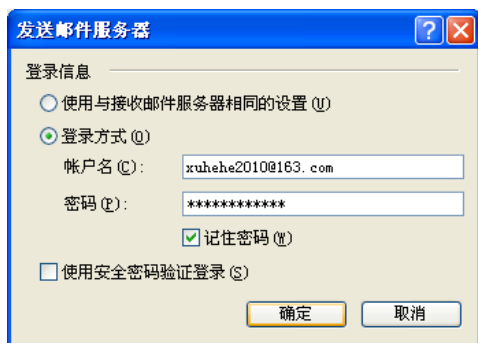 发送邮件服务器
登录信息
使用与接收邮件服务器相同的设置(U)
登录方式(O)
帐户名(C): xuhehe2010@163.com
密码(P): ************
记住密码(W)
使用安全密码验证登录(S)
确定 取消